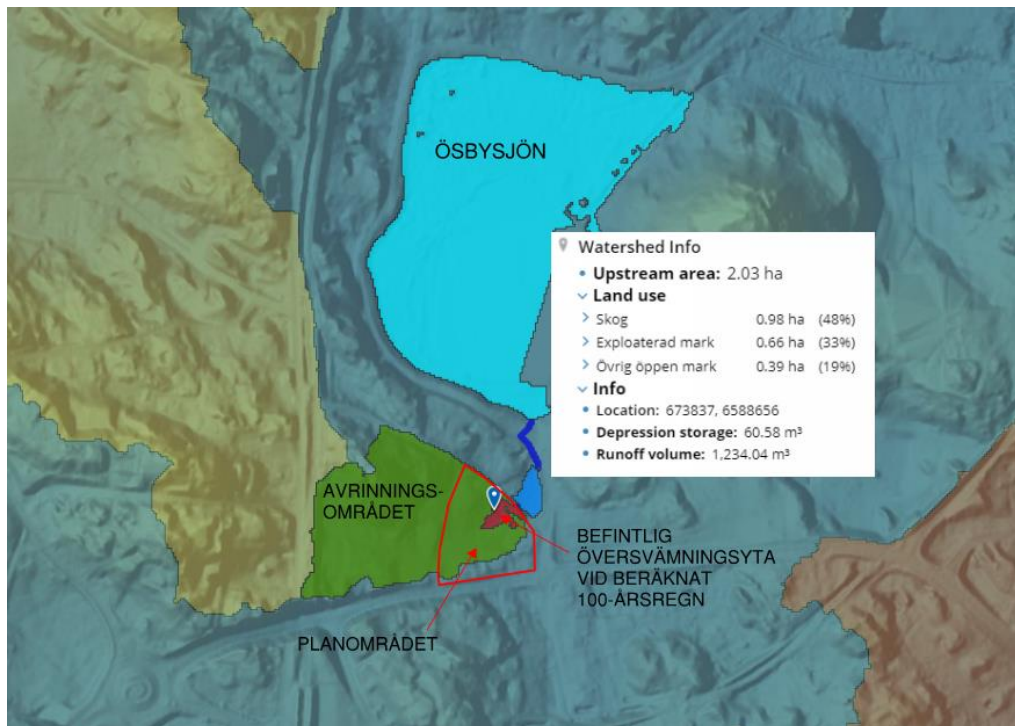 ÖSBYSJÖN
Watershed Info
Upstream area: 2.03 ha
Land use
Skog 0.98 ha (48%)
Exploaterad mark 0.66 ha (33%)
Övrig öppen mark 0.39 ha (19%)
Info
Location: 673837, 6588656
Depression storage: 60.58 m³
Runoff volume: 1,234.04 m³
AVRINNINGS-
OMRÅDET
BEFINTLIG
ÖVERSVÄMNINGSYTA
VID BERÄKNAT
100-ÅRSREGN
PLANOMRÅDET